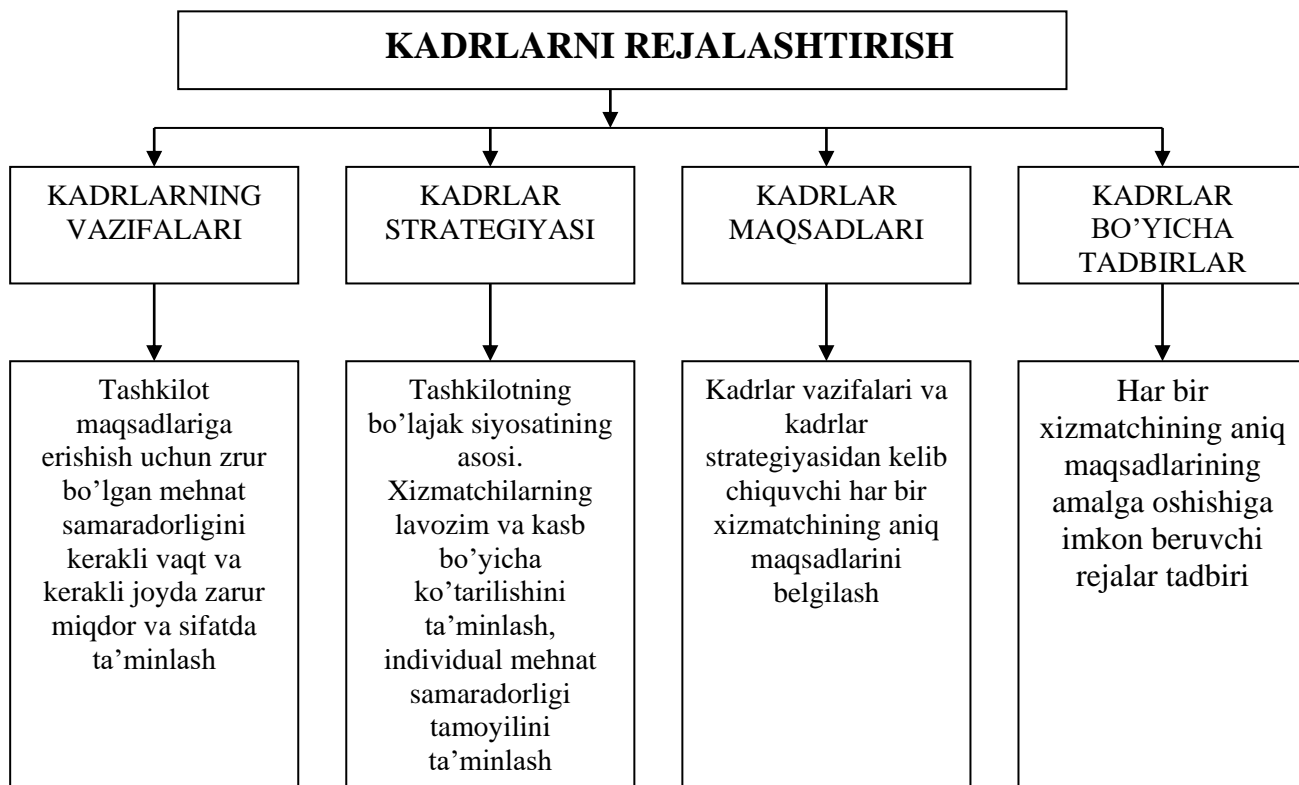 KADRLARNI REJALASHTIRISH
KADRLARNING
VAZIFALARI
KADRLAR
STRATEGIYASI
KADRLAR
MAQSADLARI
KADRLAR
BO’YICHA
TADBIRLAR
Tashkilot
maqsadlariga
erishish uchun zrur
bo’lgan mehnat
samaradorligini
kerakli vaqt va
kerakli joyda zarur
miqdor va sifatda
ta’minlash
Tashkilotning
bo’lajak siyosatining
asosi.
Xizmatchilarning
lavozim va kasb
bo’yicha
ko’tarilishini
ta’minlash,
individual mehnat
samaradorligi
tamoyilini
ta’minlash
Kadrlar vazifalari va
kadrlar
strategiyasidan kelib
chiquvchi har bir
xizmatchining aniq
maqsadlarini
belgilash
Har bir
xizmatchining aniq
maqsadlarining
amalga oshishiga
imkon beruvchi
rejalar tadbiri